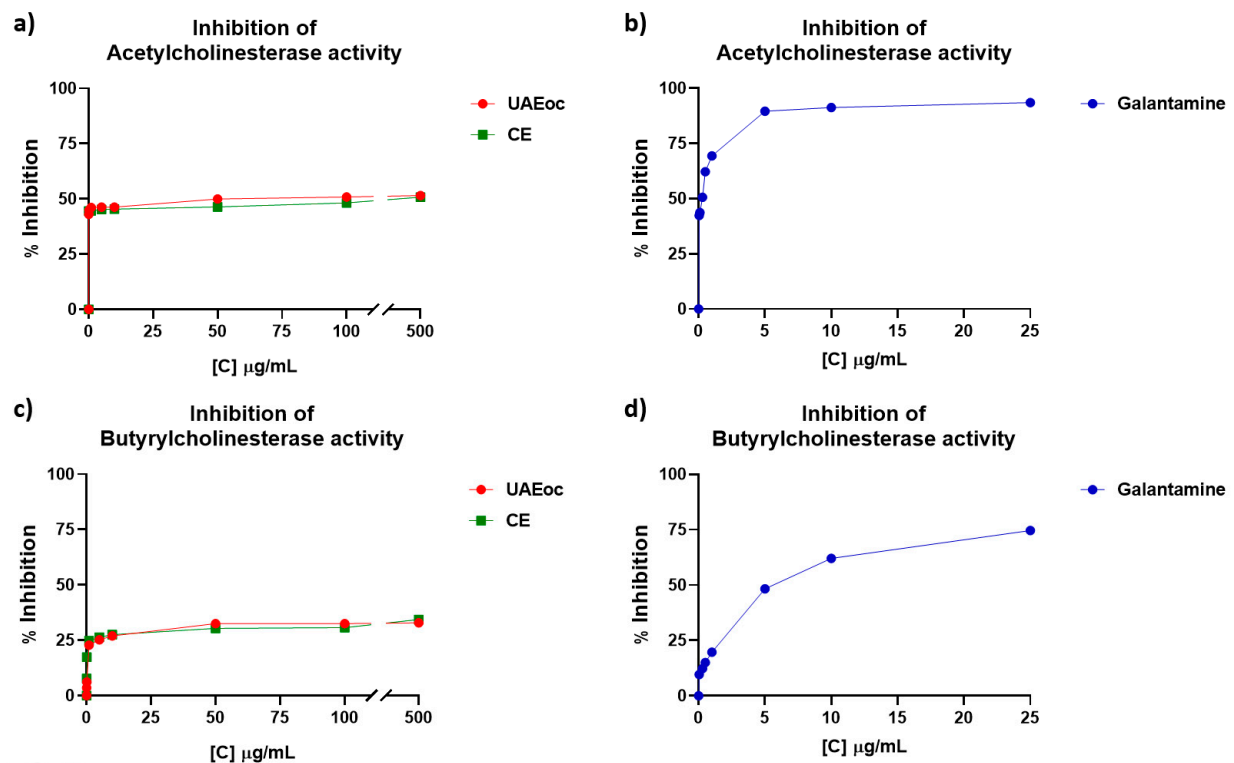 a)
Inhibition of
Acetylcholinesterase activity
100
75
50
25
0
% Inhibition
0 25 50 75 100 500
[C] μg/mL
UAEoc
CE
b)
Inhibition of
Acetylcholinesterase activity
100
75
50
25
0
% Inhibition
0 5 10 15 20 25
[C] μg/mL
Galantamine
c)
Inhibition of
Butyrylcholinesterase activity
100
75
50
25
0
% Inhibition
0 25 50 75 100 500
[C] μg/mL
UAEoc
CE
d)
Inhibition of
Butyrylcholinesterase activity
100
75
50
25
0
% Inhibition
0 5 10 15 20 25
[C] μg/mL
Galantamine